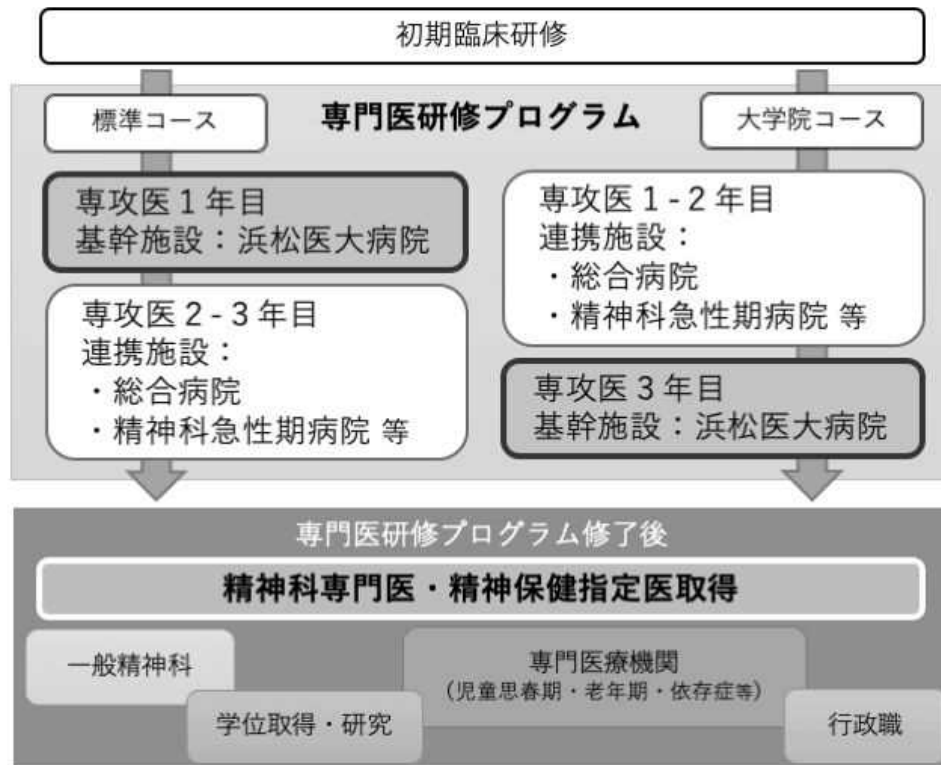 初期臨床研修
標準コース
専門医研修プログラム
大学院コース
専攻医1年目
基幹施設：浜松医大病院
専攻医2-3年目
連携施設：
・総合病院
・精神科急性期病院 等
専攻医1-2年目
連携施設：
・総合病院
・精神科急性期病院 等
専攻医3年目
基幹施設：浜松医大病院
専門医研修プログラム修了後
精神科専門医・精神保健指定医取得
一般精神科
学位取得・研究
専門医療機関
（児童思春期・老年期・依存症等）
行政職